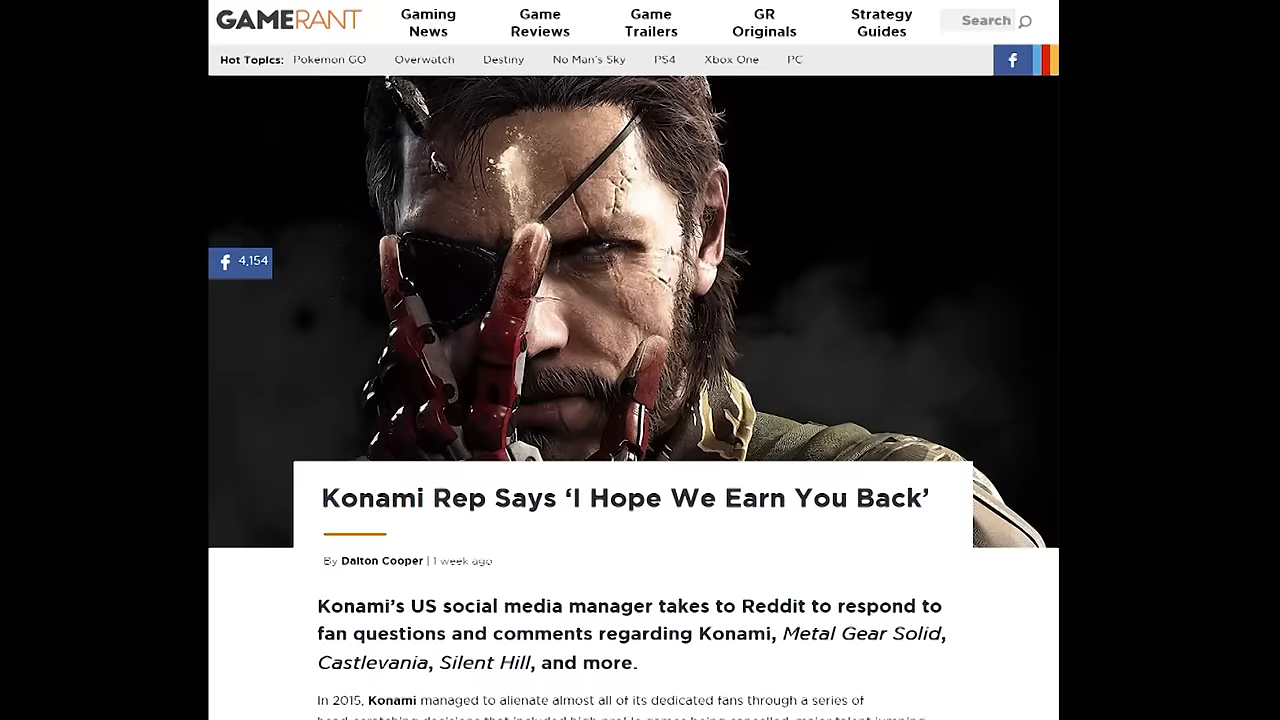 GAMERANT
Gaming News
Game Reviews
Game Trailers
GR Originals
Strategy Guides
Search
Hot Topics: Pokemon GO Overwatch Destiny No Man's Sky PS4 Xbox One PC
f
f 4,154
Konami Rep Says ‘I Hope We Earn You Back’
By Dalton Cooper | 1 week ago
Konami’s US social media manager takes to Reddit to respond to
fan questions and comments regarding Konami, Metal Gear Solid,
Castlevania, Silent Hill, and more.
In 2015, Konami managed to alienate almost all of its dedicated fans through a series of